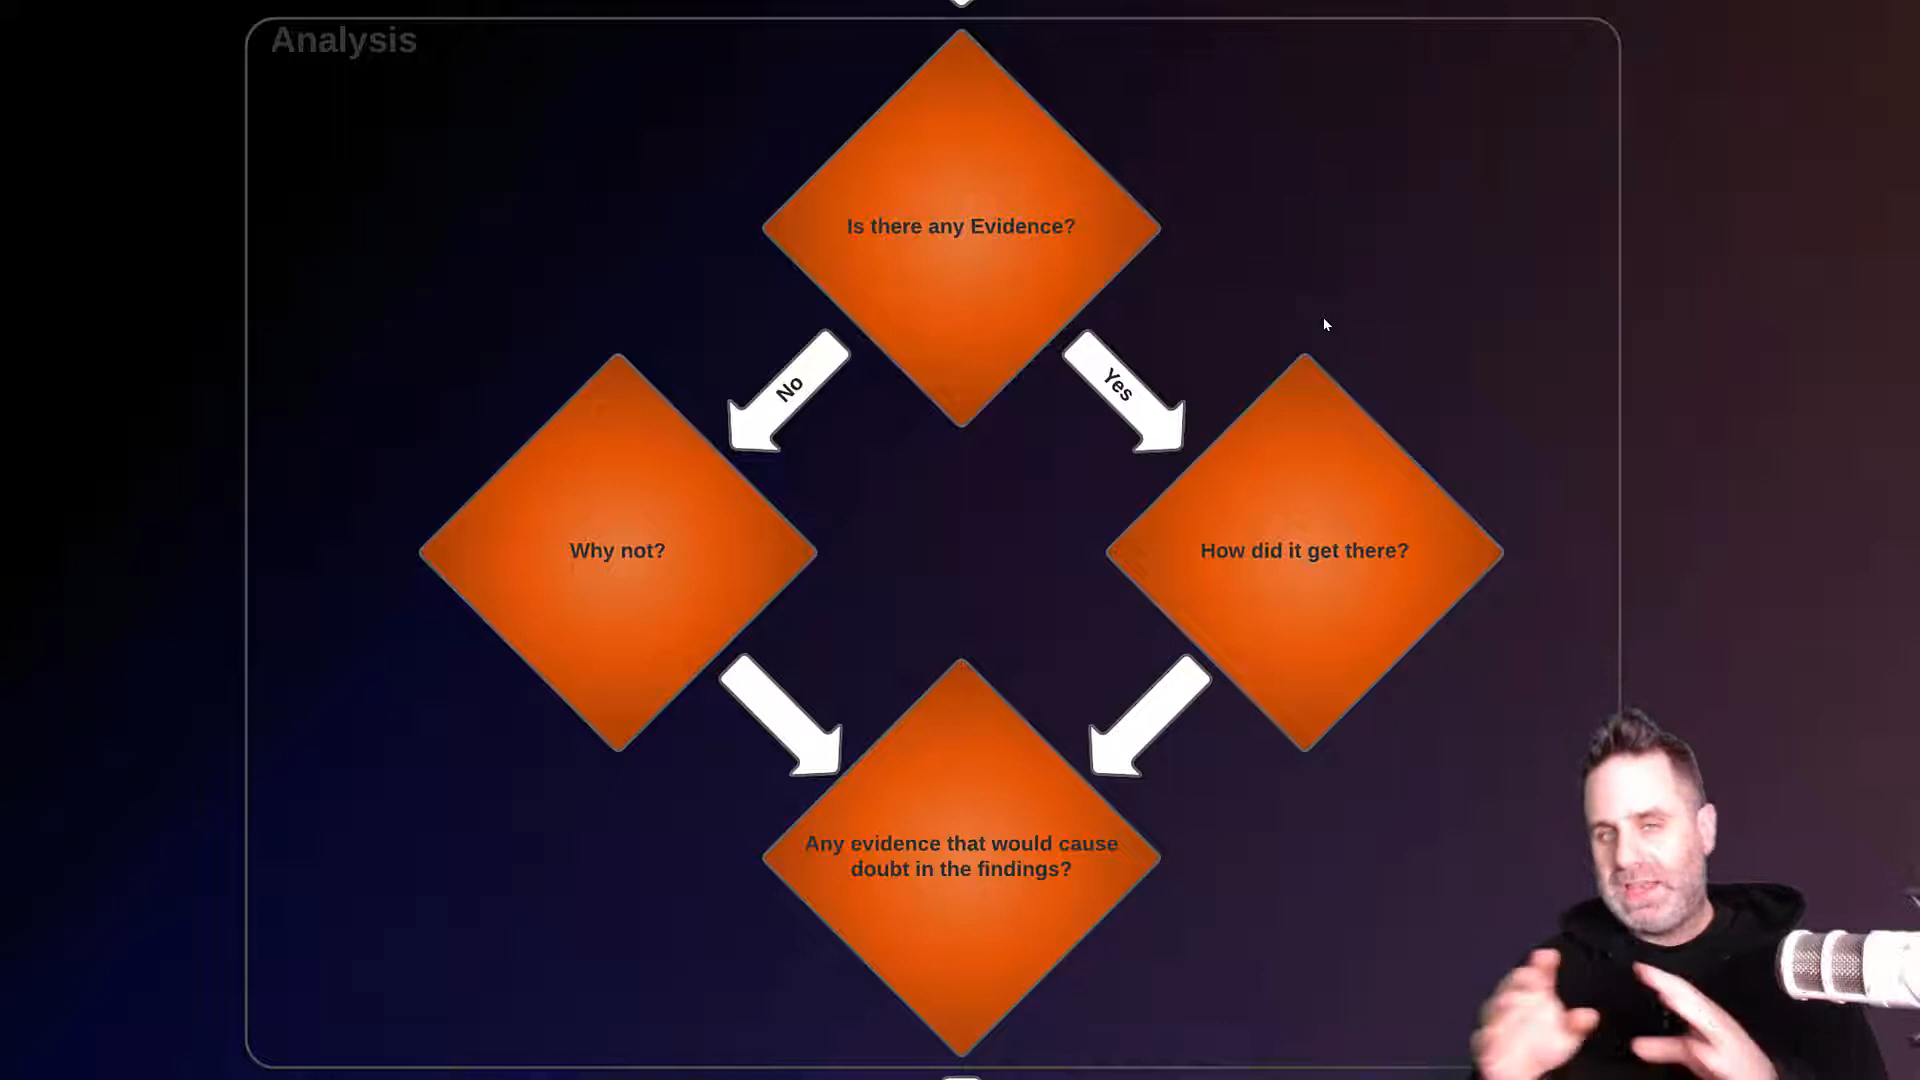 Analysis
Is there any Evidence?
No
Yes
Why not?
How did it get there?
Any evidence that would cause
doubt in the findings?